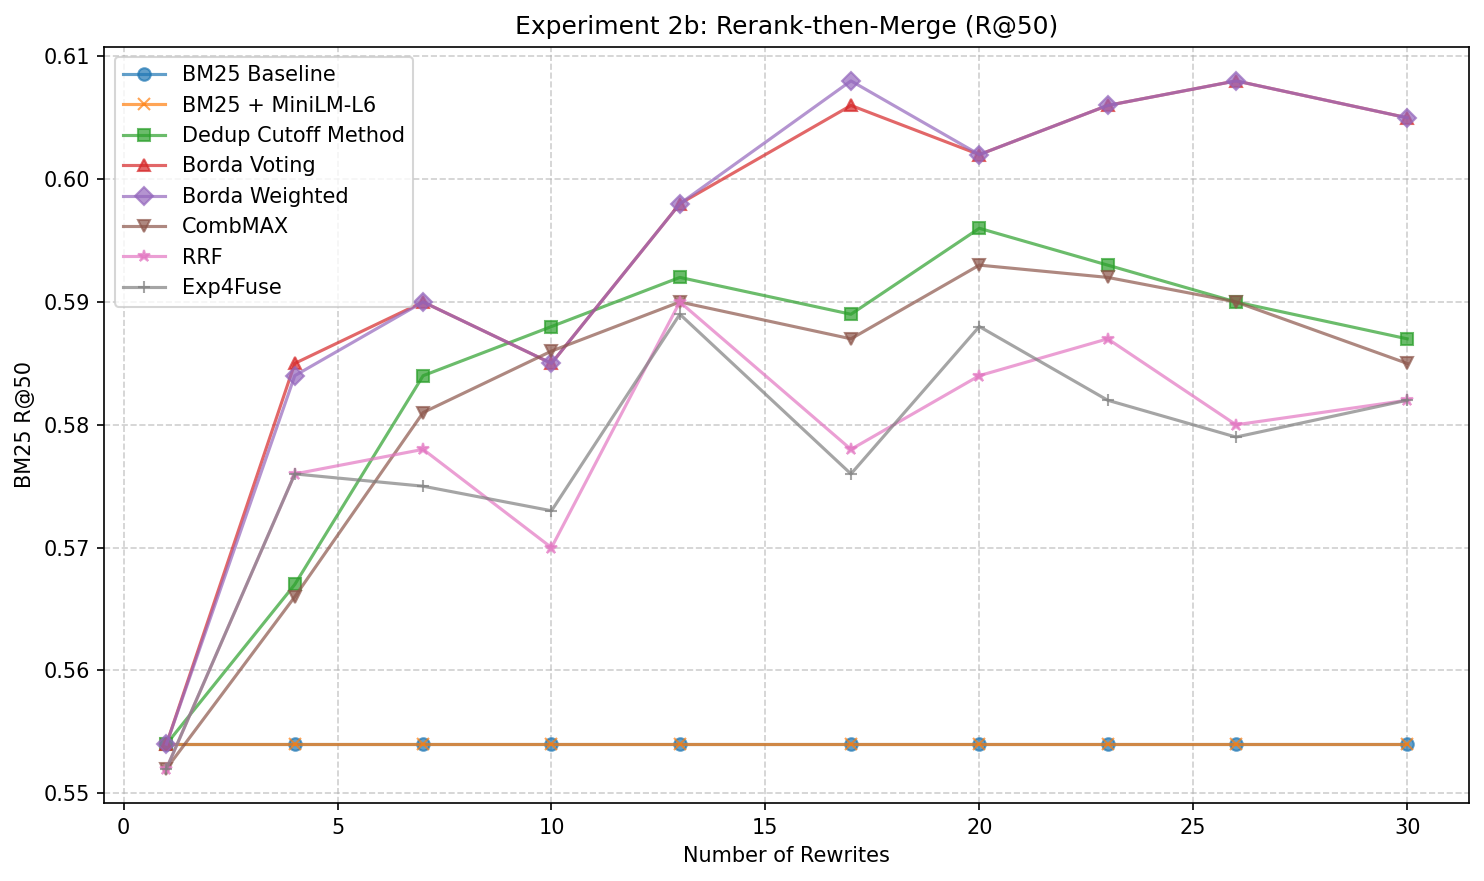 Experiment 2b: Rerank-then-Merge (R@50)
BM25 Baseline
BM25 + MiniLM-L6
Dedup Cutoff Method
Borda Voting
Borda Weighted
CombMAX
RRF
Exp4Fuse
BM25 R@50
0.61
0.60
0.59
0.58
0.57
0.56
0.55
0
5
10
15
20
25
30
Number of Rewrites